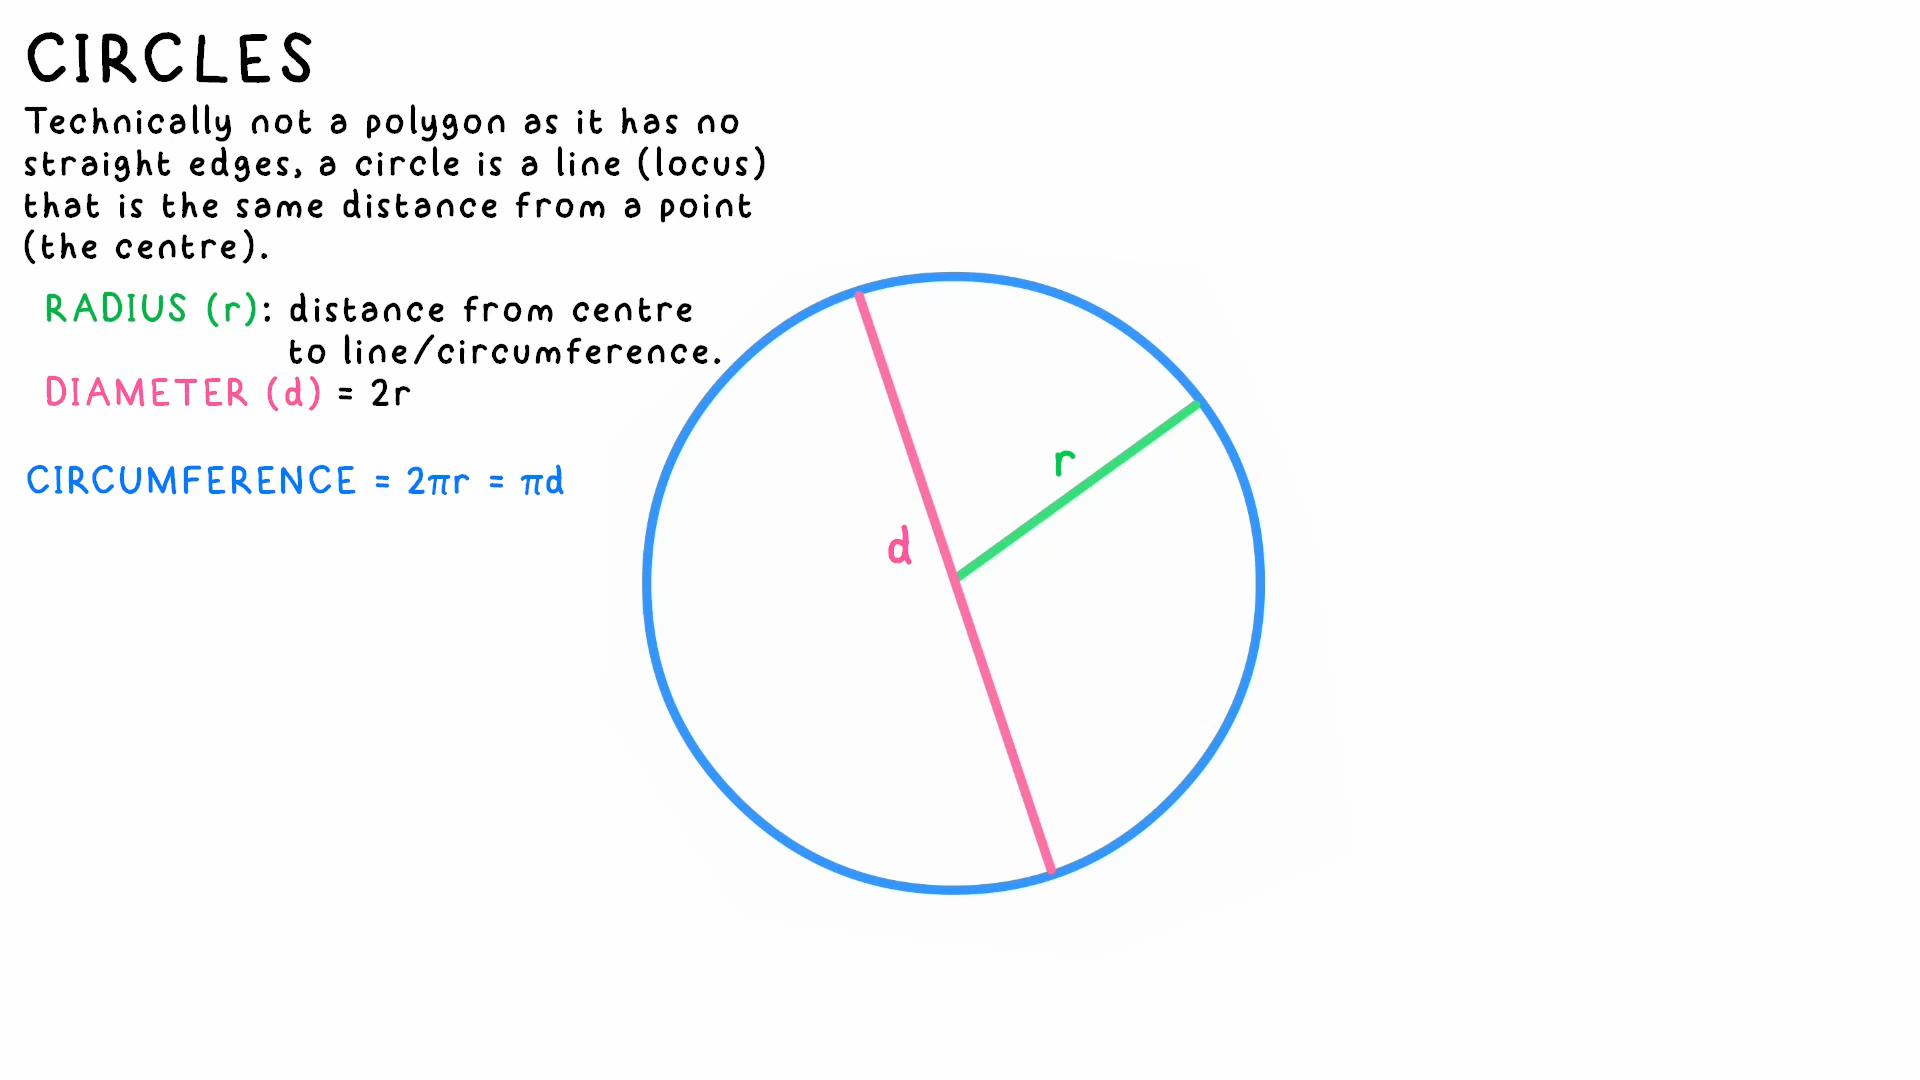 CIRCLES
Technically not a polygon as it has no
straight edges, a circle is a line (locus)
that is the same distance from a point
(the centre).
RADIUS (r): distance from centre
to line/circumference.
DIAMETER (d) = 2r
r
CIRCUMFERENCE = 2πr = πd
d